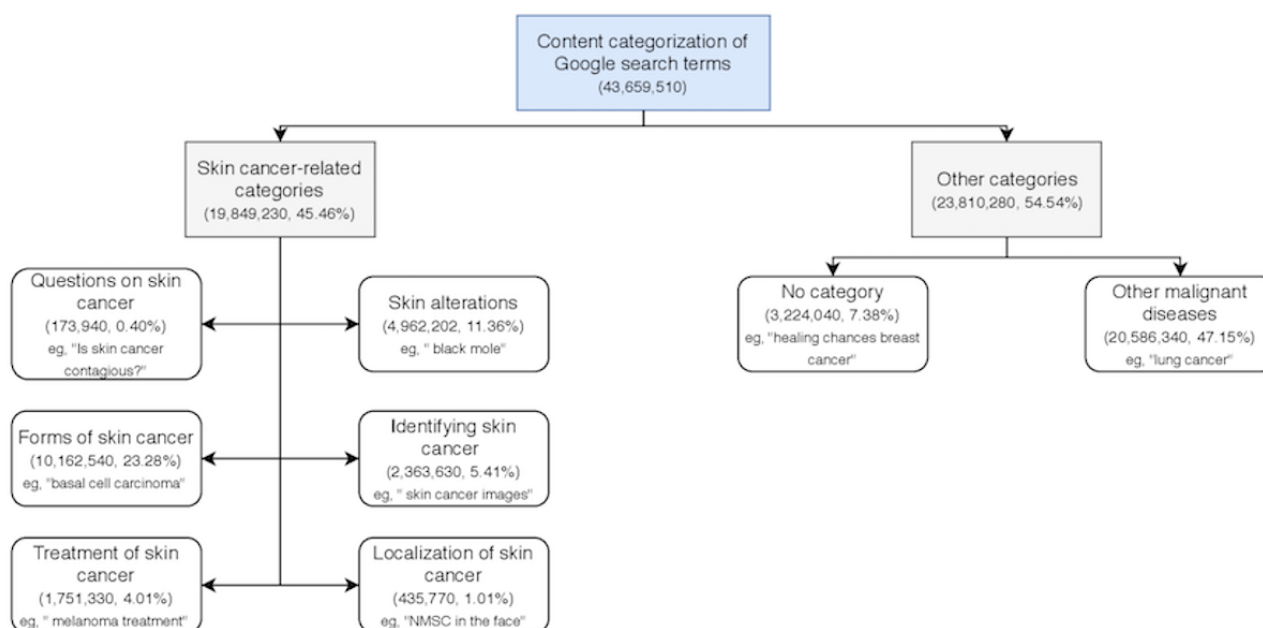 Content categorization of
Google search terms
(43,659,510)
Skin cancer-related
categories
(19,849,230, 45.46%)
Other categories
(23,810,280, 54.54%)
Questions on skin
cancer
(173,940, 0.40%)
eg, "Is skin cancer
contagious?"
Skin alterations
(4,962,202, 11.36%)
eg, " black mole"
No category
(3,224,040, 7.38%)
eg, "healing chances breast
cancer"
Other malignant
diseases
(20,586,340, 47.15%)
eg, "lung cancer"
Forms of skin cancer
(10,162,540, 23.28%)
eg, "basal cell carcinoma"
Identifying skin
cancer
(2,363,630, 5.41%)
eg, " skin cancer images"
Treatment of skin
cancer
(1,751,330, 4.01%)
eg, " melanoma treatment"
Localization of skin
cancer
(435,770, 1.01%)
eg, "NMSC in the face"